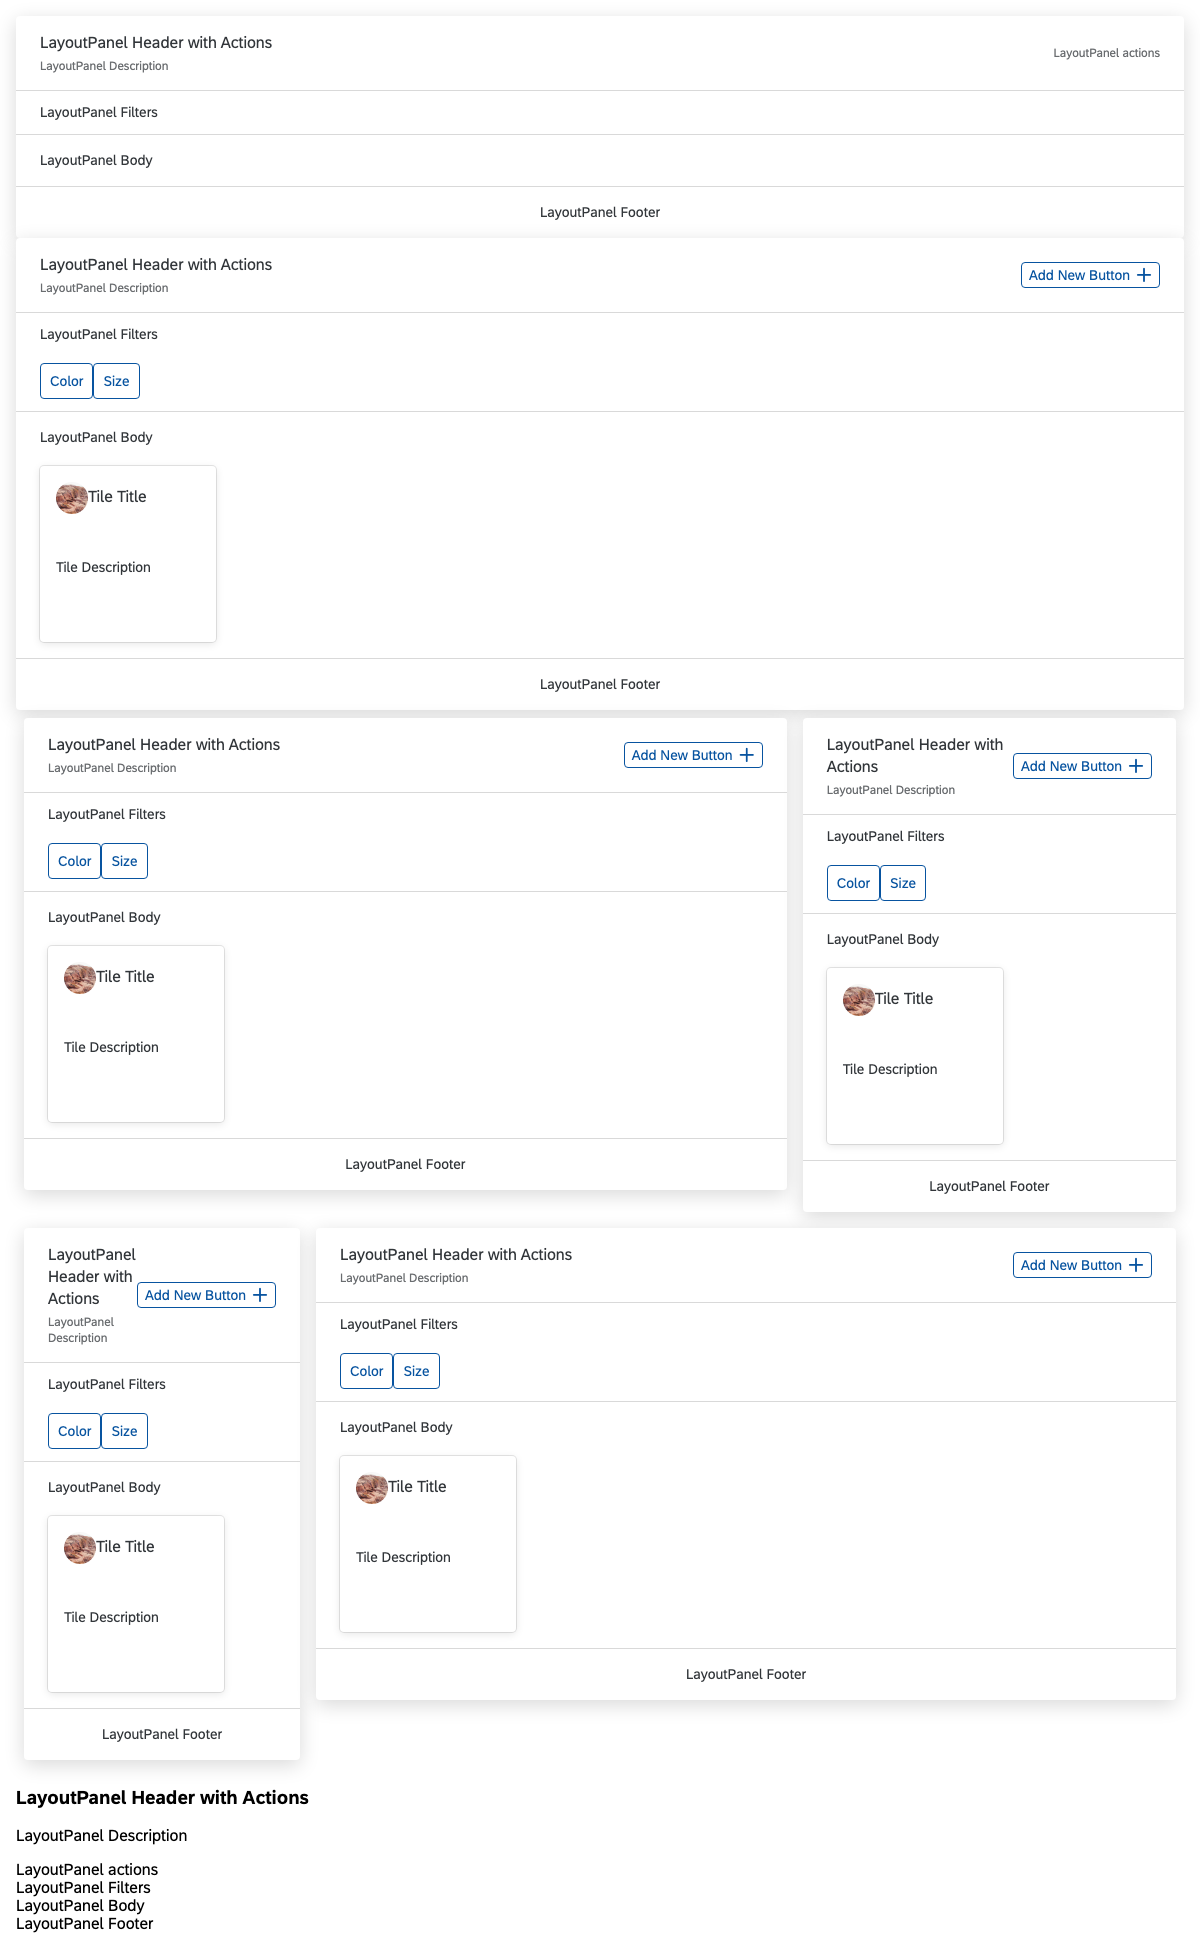 LayoutPanel Header with Actions
LayoutPanel Description
LayoutPanel actions
LayoutPanel Filters
LayoutPanel Body
LayoutPanel Footer
LayoutPanel Header with Actions
LayoutPanel Description
Add New Button
LayoutPanel Filters
Color Size
LayoutPanel Body
Tile Title
Tile Description
LayoutPanel Footer
LayoutPanel Header with Actions
LayoutPanel Description
Add New Button
LayoutPanel Filters
Color Size
LayoutPanel Body
Tile Title
Tile Description
LayoutPanel Footer
LayoutPanel Header with
Actions
LayoutPanel Description
Add New Button
LayoutPanel Filters
Color Size
LayoutPanel Body
Tile Title
Tile Description
LayoutPanel Footer
LayoutPanel
Header with
Actions
LayoutPanel
Description
Add New Button
LayoutPanel Filters
Color Size
LayoutPanel Body
Tile Title
Tile Description
LayoutPanel Footer
LayoutPanel Header with Actions
LayoutPanel Description
Add New Button
LayoutPanel Filters
Color Size
LayoutPanel Body
Tile Title
Tile Description
LayoutPanel Footer
LayoutPanel Header with Actions
LayoutPanel Description
LayoutPanel actions
LayoutPanel Filters
LayoutPanel Body
LayoutPanel Footer